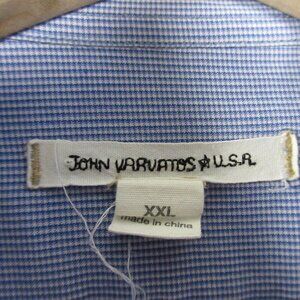 JOHN VARVATOS ☆ U.S.A.
XXL
made in china